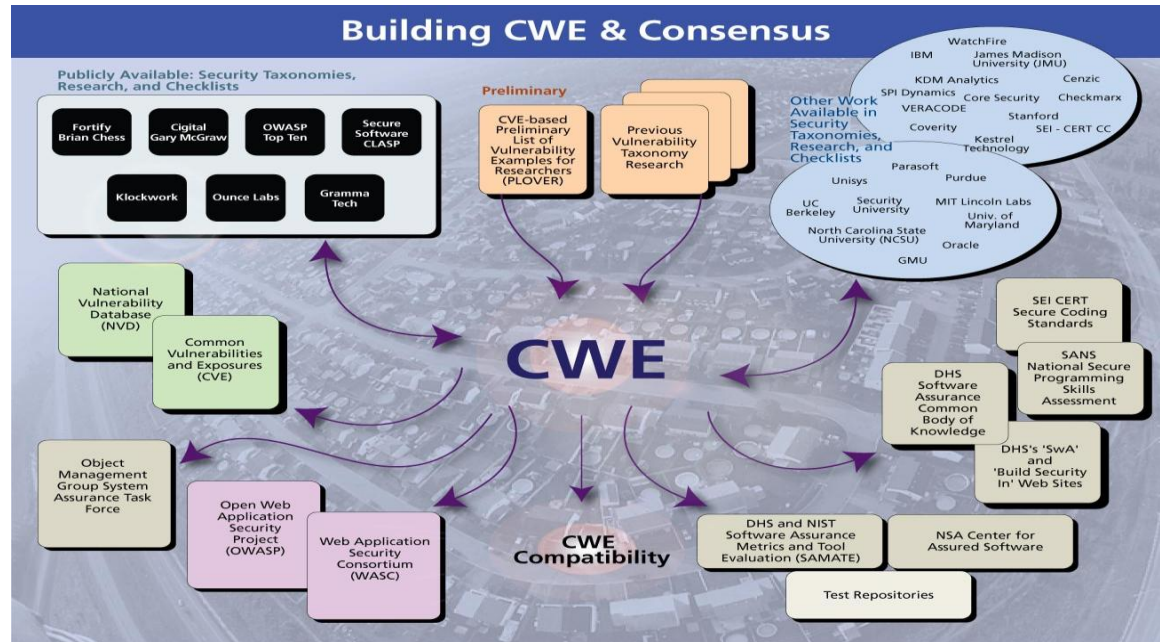 Building CWE & Consensus
Publicly Available: Security Taxonomies,
Research, and Checklists
Fortify
Brian Chess
Cigital
Gary McGraw
OWASP
Top Ten
Secure
Software
CLASP
Klockwork
Ounce Labs
Gramma
Tech
Preliminary
CVE-based
Preliminary
List of
Vulnerability
Examples for
Researchers
(PLOVER)
Previous
Vulnerability
Taxonomy
Research
Other Work
Available in
Security
Taxonomies,
Research, and
Checklists
WatchFire
IBM
James Madison
University (JMU)
KDM Analytics
Cenzic
SPI Dynamics
Core Security
Checkmarx
VERACODE
Stanford
Coverity
SEI - CERT CC
Kestrel
Technology
Parasoft
Unisys
Purdue
UC
Berkeley
Security
University
MIT Lincoln Labs
Univ. of
Maryland
North Carolina State
University (NCSU)
Oracle
GMU
National
Vulnerability
Database
(NVD)
Common
Vulnerabilities
and Exposures
(CVE)
CWE
SEI CERT
Secure Coding
Standards
SANS
National Secure
Programming
Skills
Assessment
DHS
Software
Assurance
Common
Body of
Knowledge
DHS's 'SwA'
and
'Build Security
In' Web Sites
Object
Management
Group System
Assurance Task
Force
Open Web
Application
Security
Project
(OWASP)
Web Application
Security
Consortium
(WASC)
CWE
Compatibility
DHS and NIST
Software Assurance
Metrics and Tool
Evaluation (SAMATE)
NSA Center for
Assured Software
Test Repositories